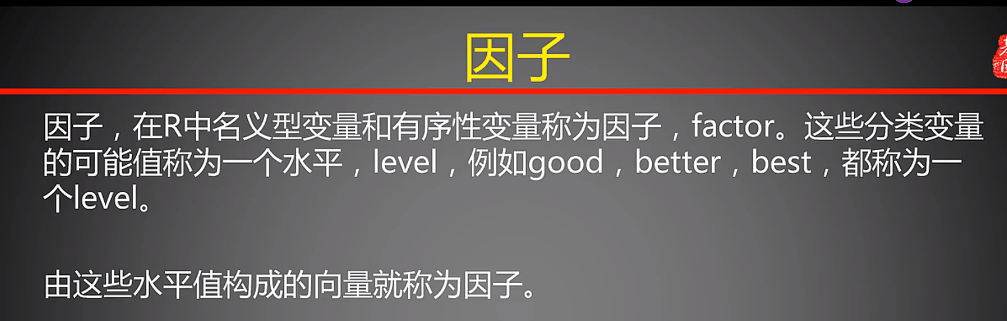 因子
因子，在R中名义型变量和有序性变量称为因子，factor。这些分类变量
的可能值称为一个水平，level，例如good，better，best，都称为一
个level。
由这些水平值构成的向量就称为因子。